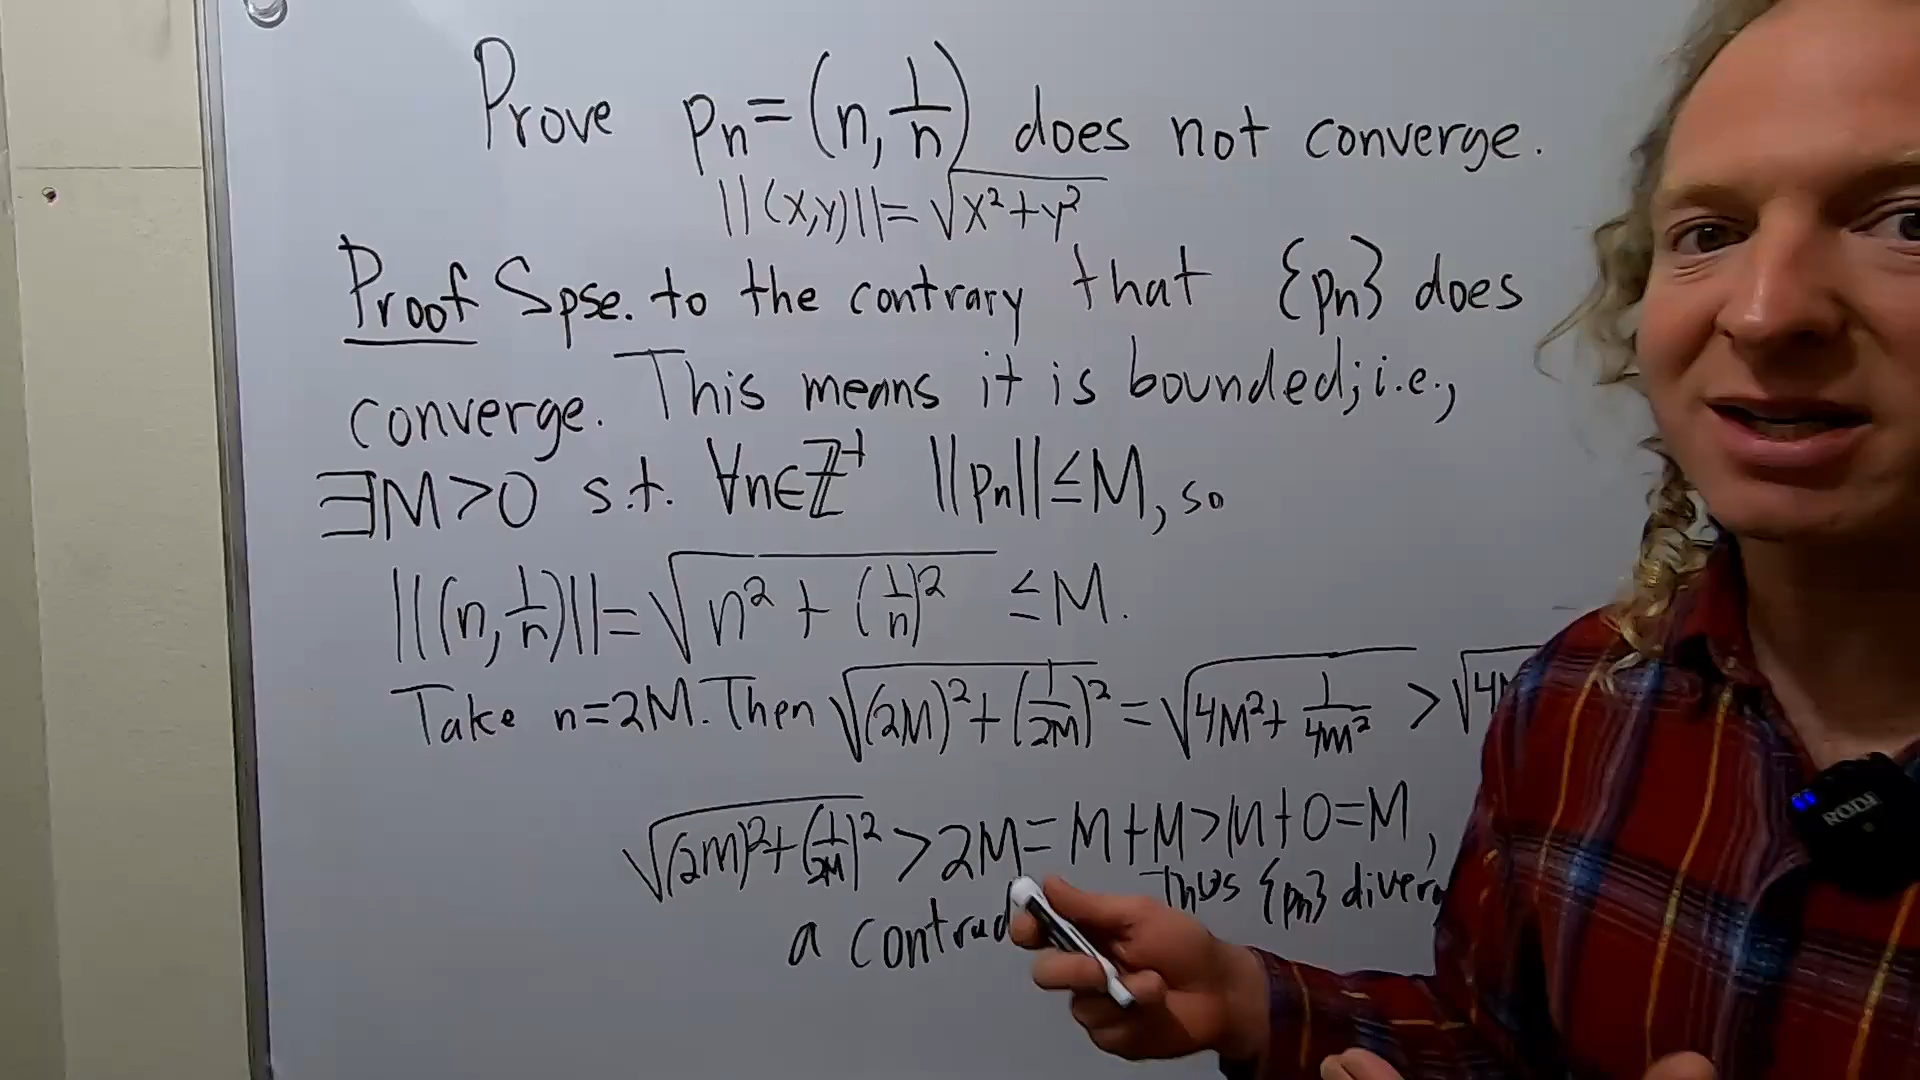 Prove pn = (n, 1/n) does not converge.
||(x,y)|| = √x²+y²
Proof Spse. to the contrary that {pn} does
converge. This means it is bounded; i.e.,
∃M>0 s.t. ∀n∈ℤ⁺ ||pn|| ≤ M, so
||(n, 1/n)|| = √n² + (1/n)² ≤ M.
Take n=2M. Then √(2M)²+(1/2M)² = √4M²+ 1/4M² > √4M
√(2M)²+(1/2M)² > 2M = M+M > M+0 = M,
Thus {pn}
a
RODE